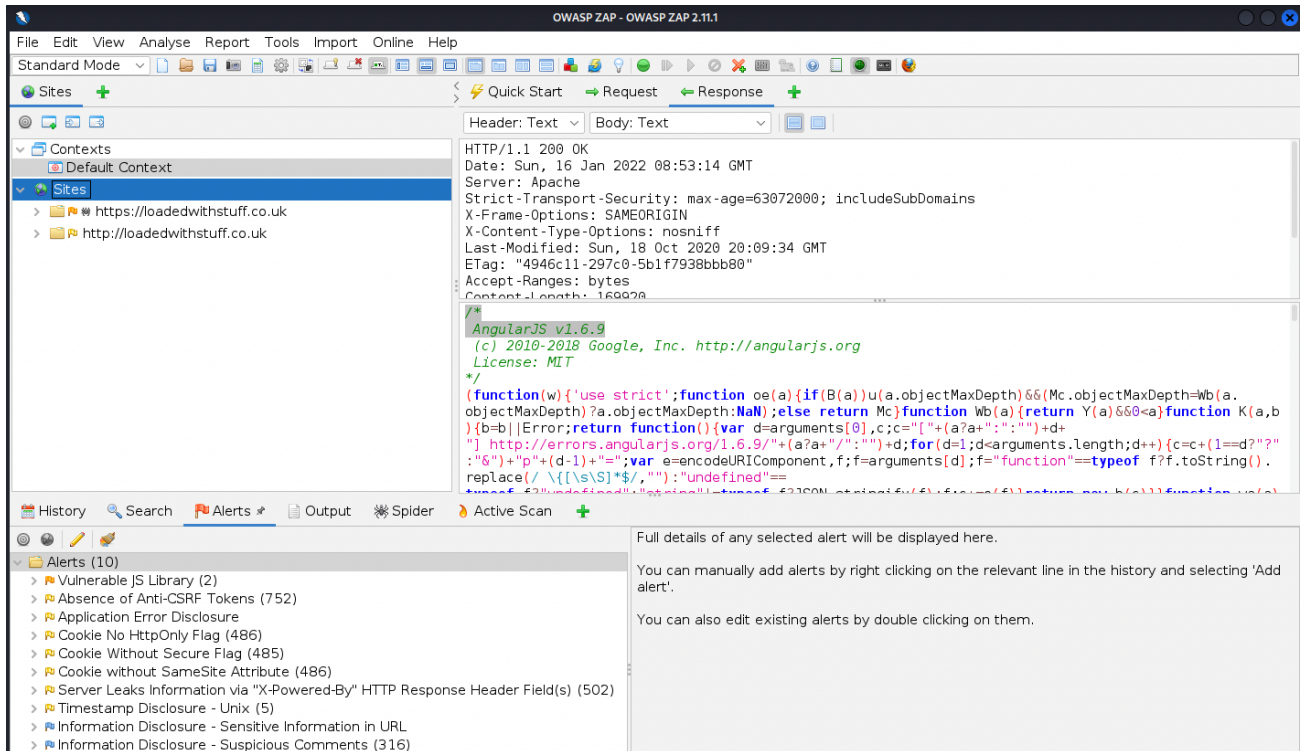 OWASP ZAP - OWASP ZAP 2.11.1
File Edit View Analyse Report Tools Import Online Help
Standard Mode
Sites
Quick Start Request Response
Header: Text Body: Text
Contexts
Default Context
Sites
https://loadedwithstuff.co.uk
http://loadedwithstuff.co.uk
HTTP/1.1 200 OK
Date: Sun, 16 Jan 2022 08:53:14 GMT
Server: Apache
Strict-Transport-Security: max-age=63072000; includeSubDomains
X-Frame-Options: SAMEORIGIN
X-Content-Type-Options: nosniff
Last-Modified: Sun, 18 Oct 2020 20:09:34 GMT
ETag: "4946c11-297c0-5b1f7938bbb80"
Accept-Ranges: bytes
Content-Length: 169920
/*
AngularJS v1.6.9
(c) 2010-2018 Google, Inc. http://angularjs.org
License: MIT
*/
(function(w){'use strict';function oe(a){if(B(a))u(a.objectMaxDepth)&&(Mc.objectMaxDepth=Wb(a.
objectMaxDepth)?a.objectMaxDepth:NaN);else return Mc}function Wb(a){return Y(a)&&0<a}function K(a,b
){b=b||Error;return function(){var d=arguments[0],c;c="["+(a?a+":":"")+d+
"] http://errors.angularjs.org/1.6.9/"+(a?a+"/":"")+d;for(d=1;d<arguments.length;d++){c=c+(1==d?"?"
:"&")+"p"+(d-1)+"=";var e=encodeURIComponent,f;f=arguments[d];f="function"==typeof f?f.toString().
replace(/ \{[\s\S]*$/,""):"undefined"==
typeof f?"undefined":"string"!=typeof f?JSON.stringify(f):f;c+=e(f)}return new b(c)}}function va(a)
History Search Alerts Output Spider Active Scan
Alerts (10)
Vulnerable JS Library (2)
Absence of Anti-CSRF Tokens (752)
Application Error Disclosure
Cookie No HttpOnly Flag (486)
Cookie Without Secure Flag (485)
Cookie without SameSite Attribute (486)
Server Leaks Information via "X-Powered-By" HTTP Response Header Field(s) (502)
Timestamp Disclosure - Unix (5)
Information Disclosure - Sensitive Information in URL
Information Disclosure - Suspicious Comments (316)
Full details of any selected alert will be displayed here.
You can manually add alerts by right clicking on the relevant line in the history and selecting 'Add
alert'.
You can also edit existing alerts by double clicking on them.